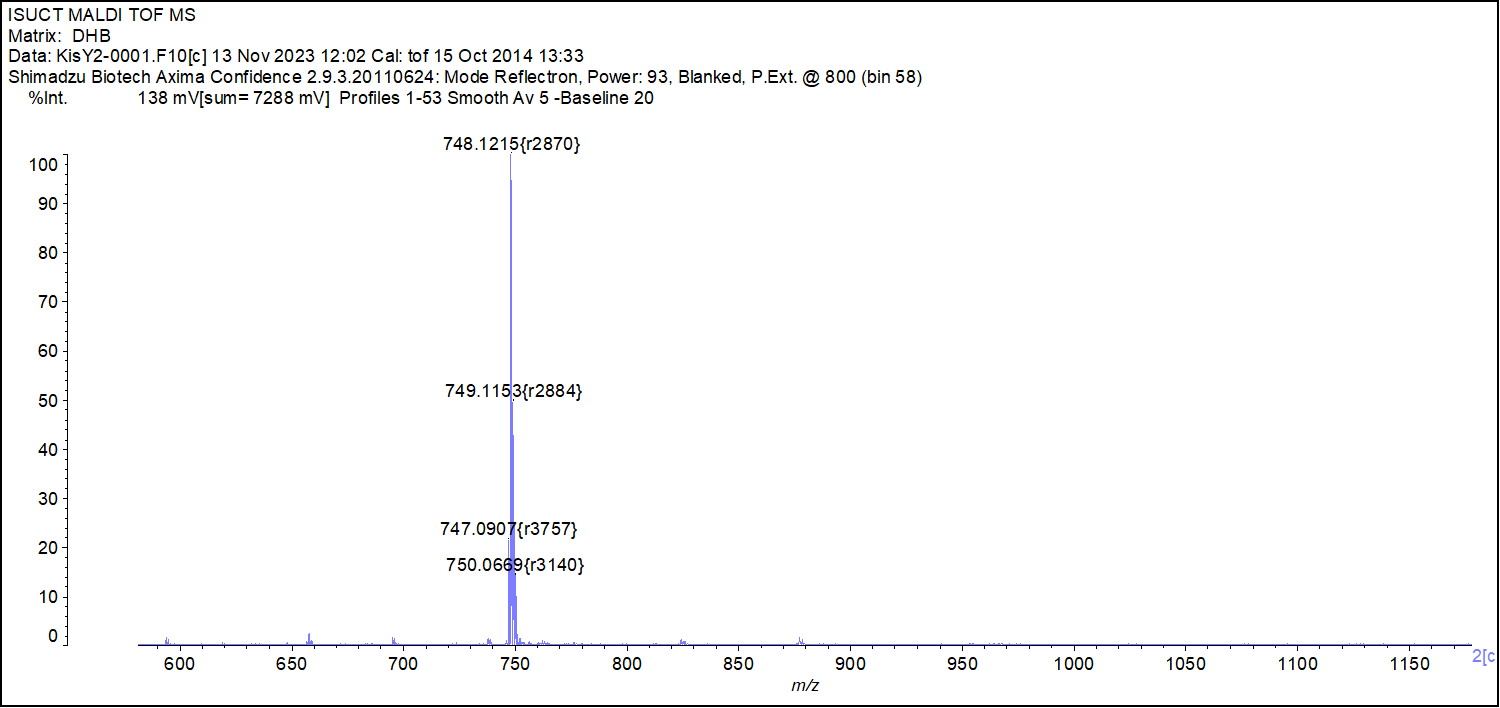 ISUCT MALDI TOF MS
Matrix:  DHB
Data: KisY2-0001.F10[c] 13 Nov 2023 12:02 Cal: tof 15 Oct 2014 13:33
Shimadzu Biotech Axima Confidence 2.9.3.20110624: Mode Reflectron, Power: 93, Blanked, P.Ext. @ 800 (bin 58)
%Int. 138 mV[sum= 7288 mV]  Profiles 1-53 Smooth Av 5 -Baseline 20
748.1215{r2870}
100
90
80
70
60
749.1153{r2884}
50
40
30
747.0907{r3757}
20
750.0669{r3140}
10
0
600 650 700 750 800 850 900 950 1000 1050 1100 1150
2[c
m/z